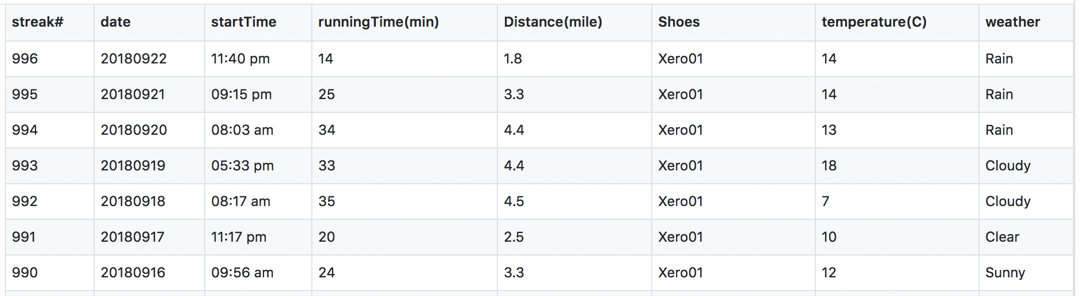 streak# date startTime runningTime(min) Distance(mile) Shoes temperature(C) weather
996 20180922 11:40 pm 14 1.8 Xero01 14 Rain
995 20180921 09:15 pm 25 3.3 Xero01 14 Rain
994 20180920 08:03 am 34 4.4 Xero01 13 Rain
993 20180919 05:33 pm 33 4.4 Xero01 18 Cloudy
992 20180918 08:17 am 35 4.5 Xero01 7 Cloudy
991 20180917 11:17 pm 20 2.5 Xero01 10 Clear
990 20180916 09:56 am 24 3.3 Xero01 12 Sunny